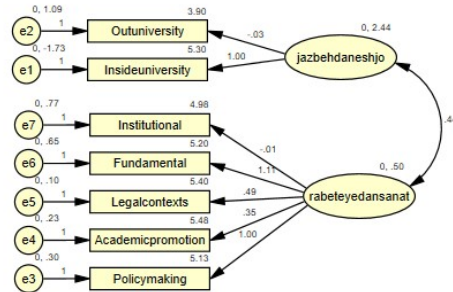 0, 1.09
3.90
e2
1
Outuniversity
-.03
0, 2.44
0, -1.73
5.30
e1
1
Insideuniversity
1.00
jazbehdaneshjo
0, .77
4.98
e7
1
Institutional
-.01
0, .65
5.20
e6
1
Fundamental
1.11
0, .50
0, .10
5.40
e5
1
Legalcontexts
.49
rabeteyedansanat
0, .23
5.48
e4
1
Academicpromotion
.35
0, .30
5.13
e3
1
Policymaking
1.00